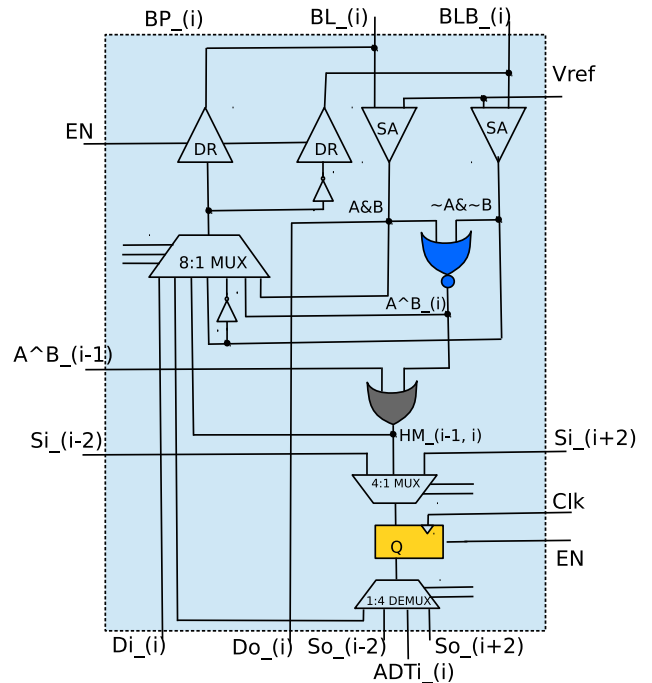 BP_(i) BL_(i) BLB_(i)
Vref
EN
DR DR SA SA
A&B ~A&~B
8:1 MUX
A^B_(i)
A^B_(i-1)
HM_(i-1, i)
Si_(i-2) Si_(i+2)
4:1 MUX
Clk
Q
EN
1:4 DEMUX
Di_(i) Do_(i) So_(i-2) So_(i+2)
ADTi_(i)